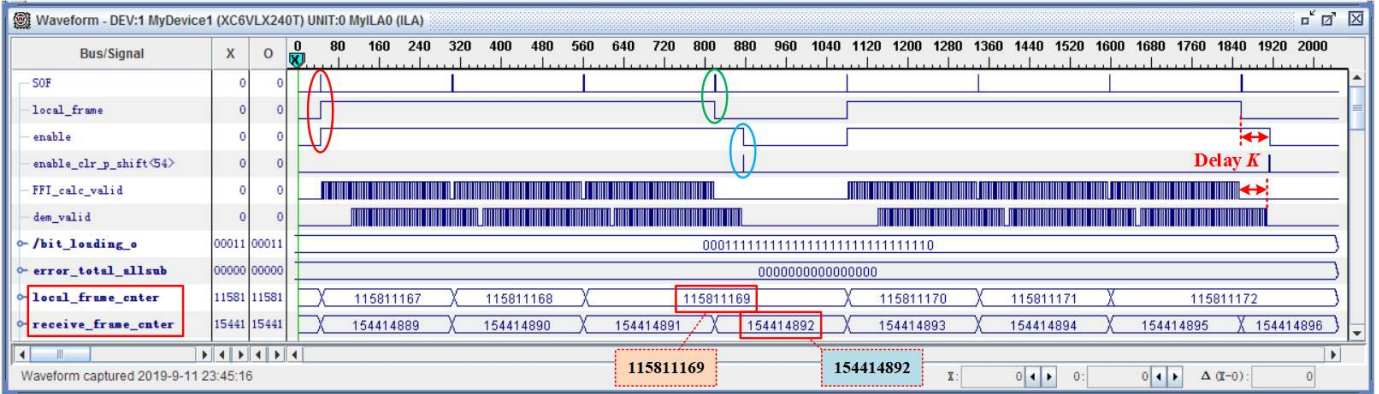 Waveform - DEV:1 MyDevice1 (XC6VLX240T) UNIT:0 MyILA0 (ILA)
Bus/Signal X O 0 80 160 240 320 400 480 560 640 720 800 880 960 1040 1120 1200 1280 1360 1440 1520 1600 1680 1760 1840 1920 2000
X
SOF 0 0
local_frame 0 0
enable 0 0
enable_clr_p_shift<54> 0 0 Delay K
FFI_calc_valid 0 0
dem_valid 0 0
/bit_loading_o 00011 00011 00011111111111111111111111111110
error_total_allsub 00000 00000 0000000000000000
local_frame_cnter 11581 11581 115811167 115811168 115811169 115811170 115811171 115811172
receive_frame_cnter 15441 15441 154414889 154414890 154414891 154414892 154414893 154414894 154414895 154414896
115811169 154414892
Waveform captured 2019-9-11 23:45:16 X: 0 O: 0 Δ (X-O): 0